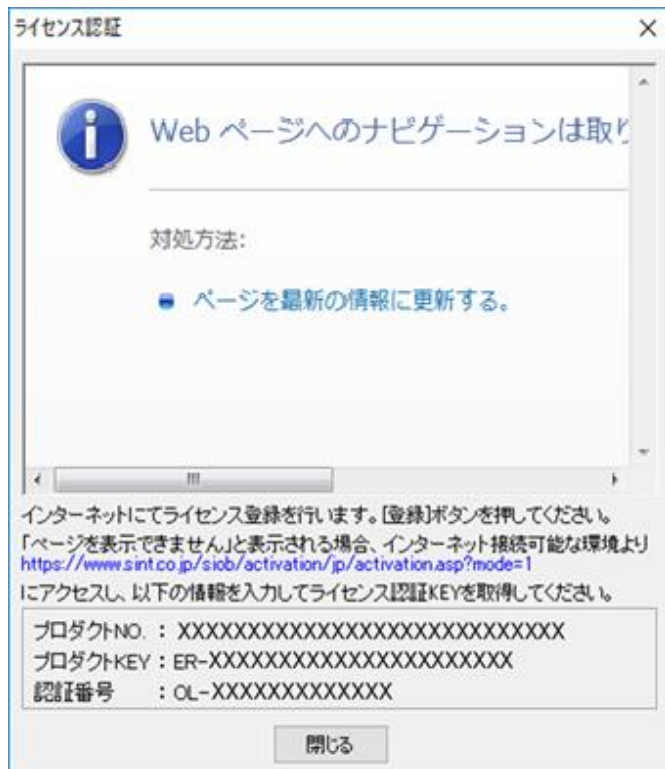 ライセンス認証
Web ページへのナビゲーションは取り
対処方法:
ページを最新の情報に更新する。
インターネットにてライセンス登録を行います。[登録]ボタンを押してください。
「ページを表示できません」と表示される場合、インターネット接続可能な環境より
https://www.sint.co.jp/siob/activation/jp/activation.asp?mode=1
にアクセスし、以下の情報を入力してライセンス認証KEYを取得してください。
プロダクトNO. : XXXXXXXXXXXXXXXXXXXXXXXXXXXXX
プロダクトKEY : ER-XXXXXXXXXXXXXXXXXXXXXXXX
認証番号 : OL-XXXXXXXXXXXXX
閉じる